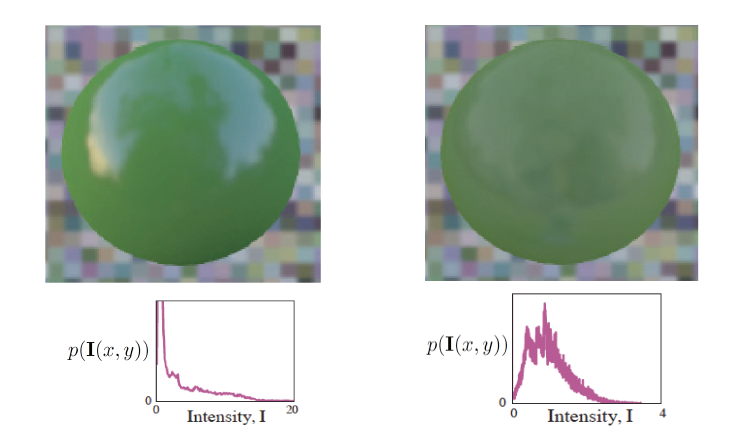 p(I(x, y))
0
0
20
Intensity, I
p(I(x, y))
0
0
4
Intensity, I